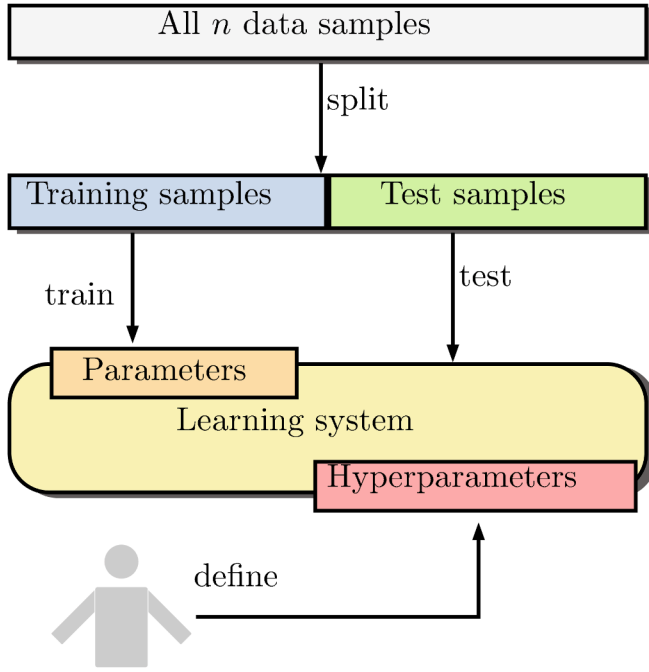 All n data samples
split
Training samples
Test samples
train
test
Parameters
Learning system
Hyperparameters
define